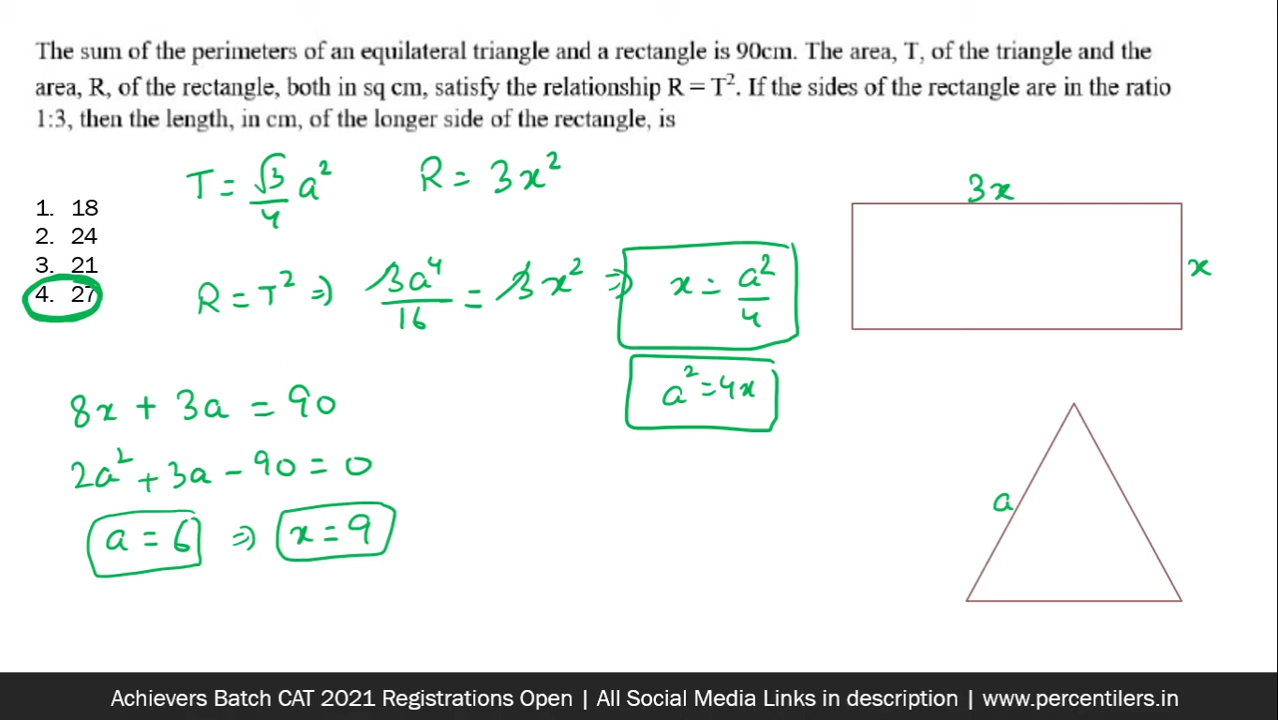 The sum of the perimeters of an equilateral triangle and a rectangle is 90cm. The area, T, of the triangle and the
area, R, of the rectangle, both in sq cm, satisfy the relationship R = T². If the sides of the rectangle are in the ratio
1:3, then the length, in cm, of the longer side of the rectangle, is
T = √3/4 a² R = 3x²
1. 18
2. 24
3. 21
4. 27
R = T² ⇒ 3a⁴/16 = 3x² ⇒ x = a²/4
a² = 4x
8x + 3a = 90
2a² + 3a - 90 = 0
a = 6 ⇒ x = 9
3x
x
a
Achievers Batch CAT 2021 Registrations Open | All Social Media Links in description | www.percentilers.in